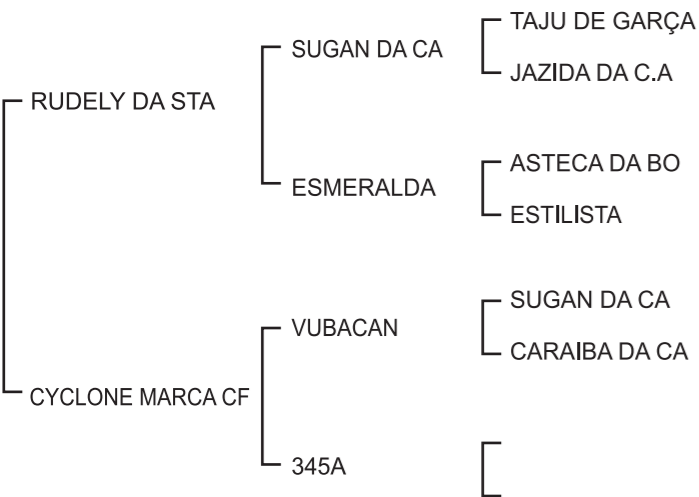 TAJU DE GARÇA
SUGAN DA CA
JAZIDA DA C.A
RUDELY DA STA
ASTECA DA BO
ESMERALDA
ESTILISTA
SUGAN DA CA
VUBACAN
CARAIBA DA CA
CYCLONE MARCA CF
345A